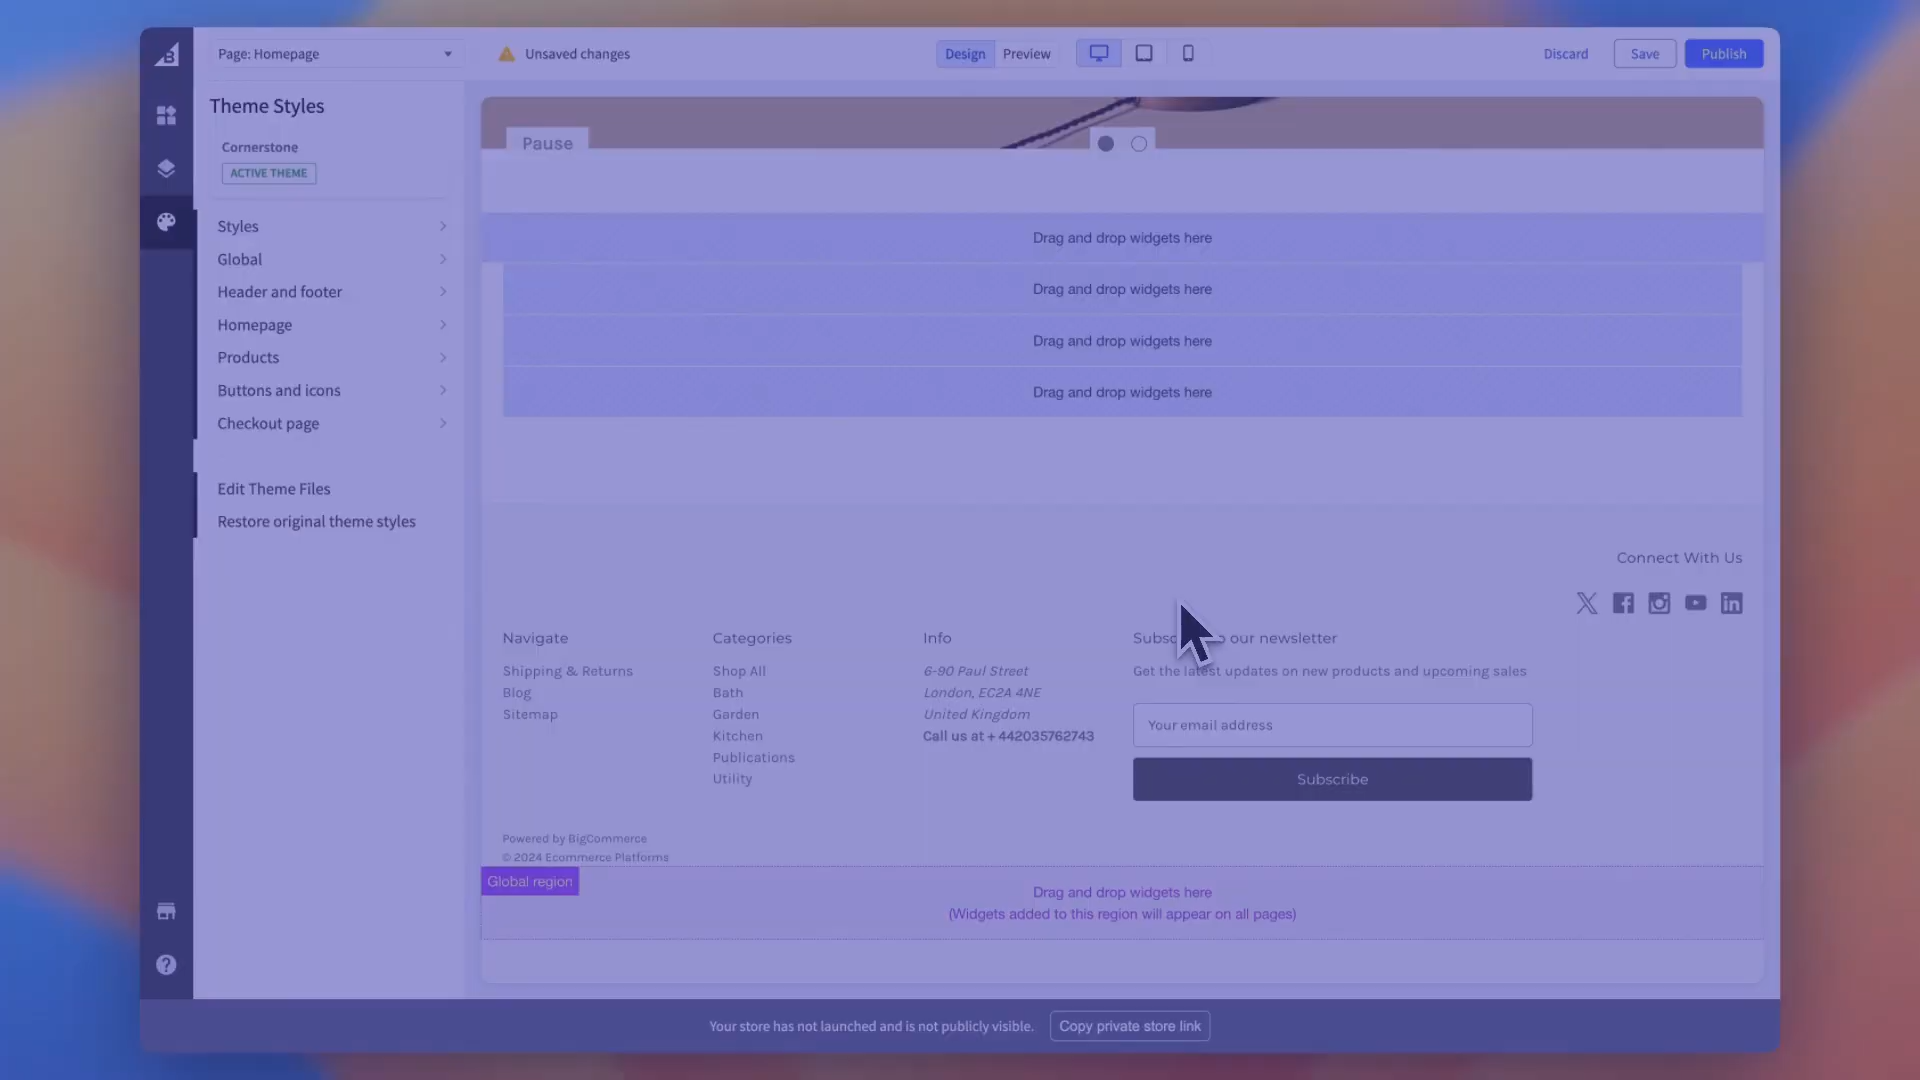 Page: Homepage
Unsaved changes
Design
Preview
Discard
Save
Publish
Theme Styles
Cornerstone
ACTIVE THEME
Styles
Global
Header and footer
Homepage
Products
Buttons and icons
Checkout page
Edit Theme Files
Restore original theme styles
Pause
Drag and drop widgets here
Drag and drop widgets here
Drag and drop widgets here
Drag and drop widgets here
Connect With Us
Navigate
Shipping & Returns
Blog
Sitemap
Categories
Shop All
Bath
Garden
Kitchen
Publications
Utility
Info
6-90 Paul Street
London, EC2A 4NE
United Kingdom
Call us at + 442035762743
our newsletter
Get the latest updates on new products and upcoming sales
Your email address
Subscribe
Powered by BigCommerce
© 2024 Ecommerce Platforms
Global region
Drag and drop widgets here
(Widgets added to this region will appear on all pages)
Your store has not launched and is not publicly visible.
Copy private store link